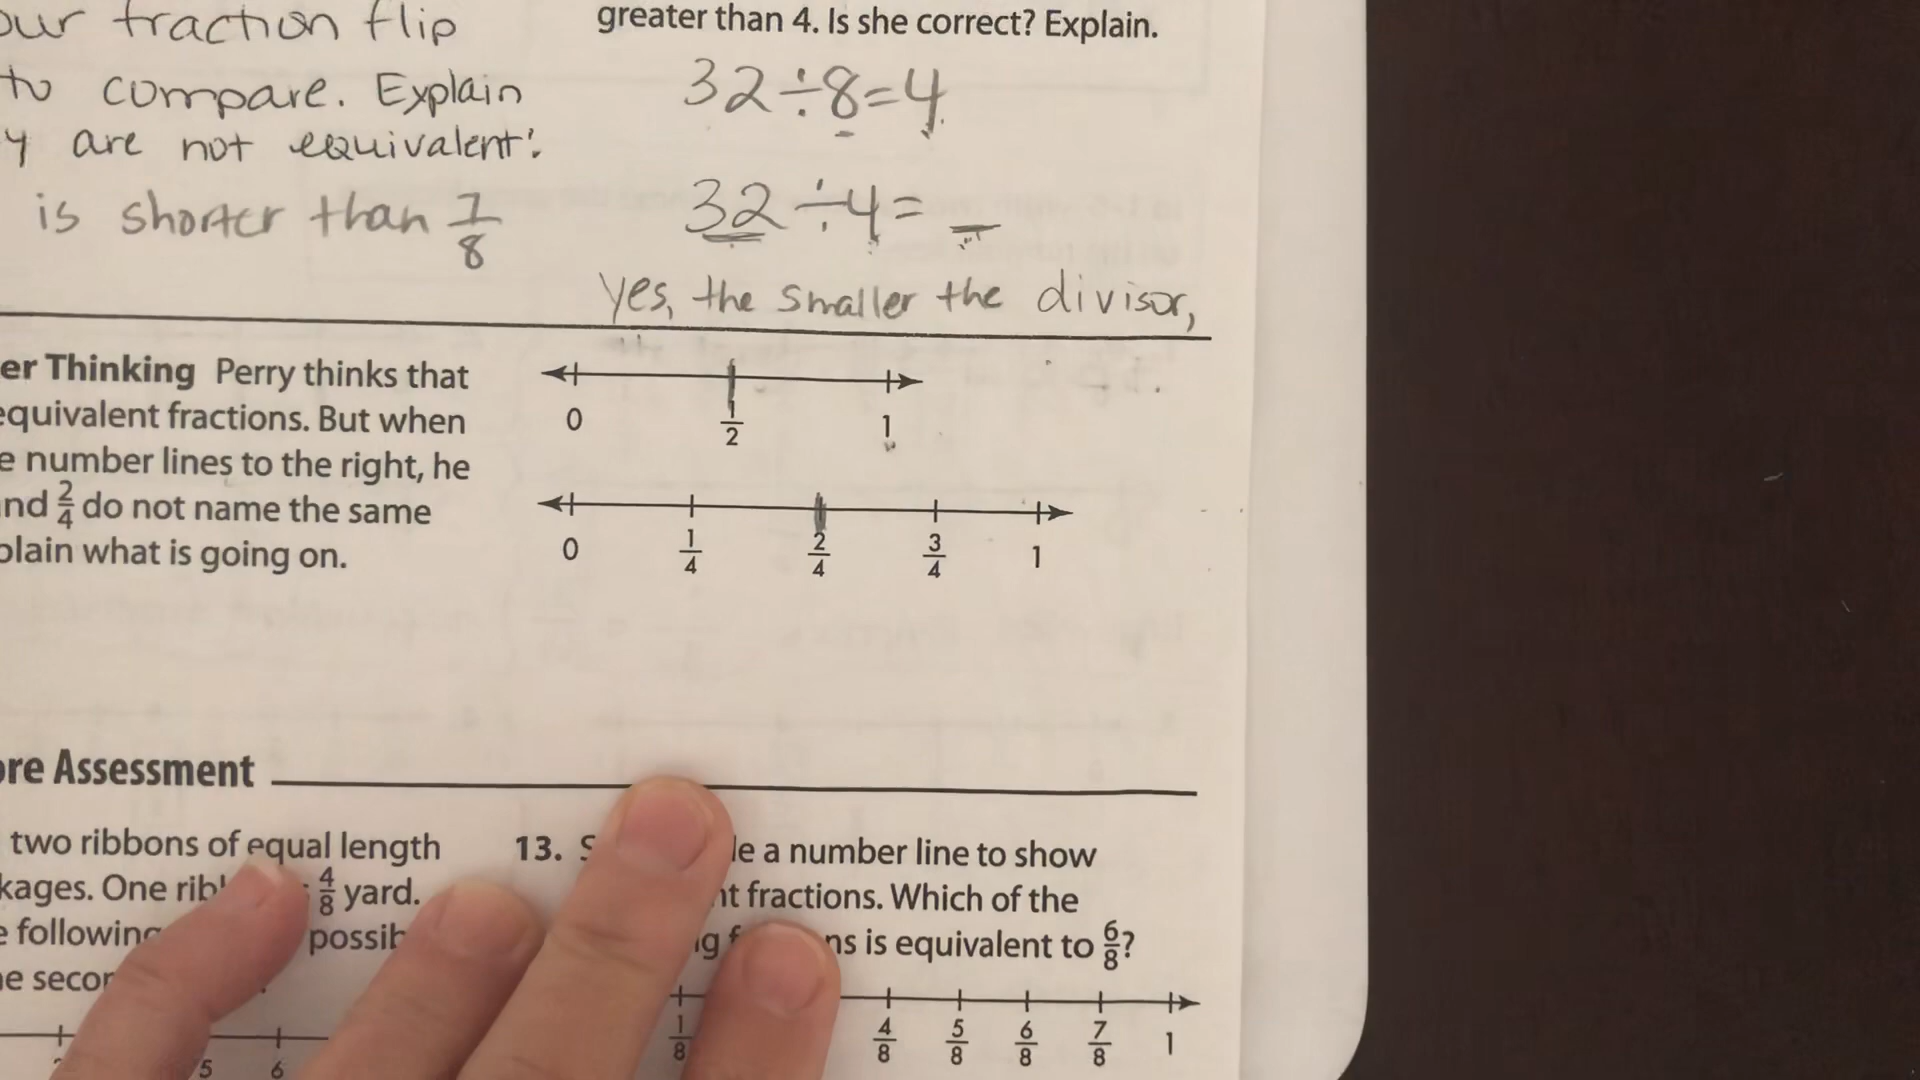 our fraction flip
to compare. Explain
y are not equivalent.
is shorter than 7/8
greater than 4. Is she correct? Explain.
32÷8=4
32÷4=_
yes, the smaller the divisor,
er Thinking Perry thinks that
equivalent fractions. But when
e number lines to the right, he
nd 2/4 do not name the same
plain what is going on.
0 1/2 1
0 1/4 2/4 3/4 1
ore Assessment
two ribbons of equal length
kages. One rib 4/8 yard.
e following possib
e secon
5 6
13. S le a number line to show
nt fractions. Which of the
ng f ns is equivalent to 6/8?
1/8 4/8 5/8 6/8 7/8 1